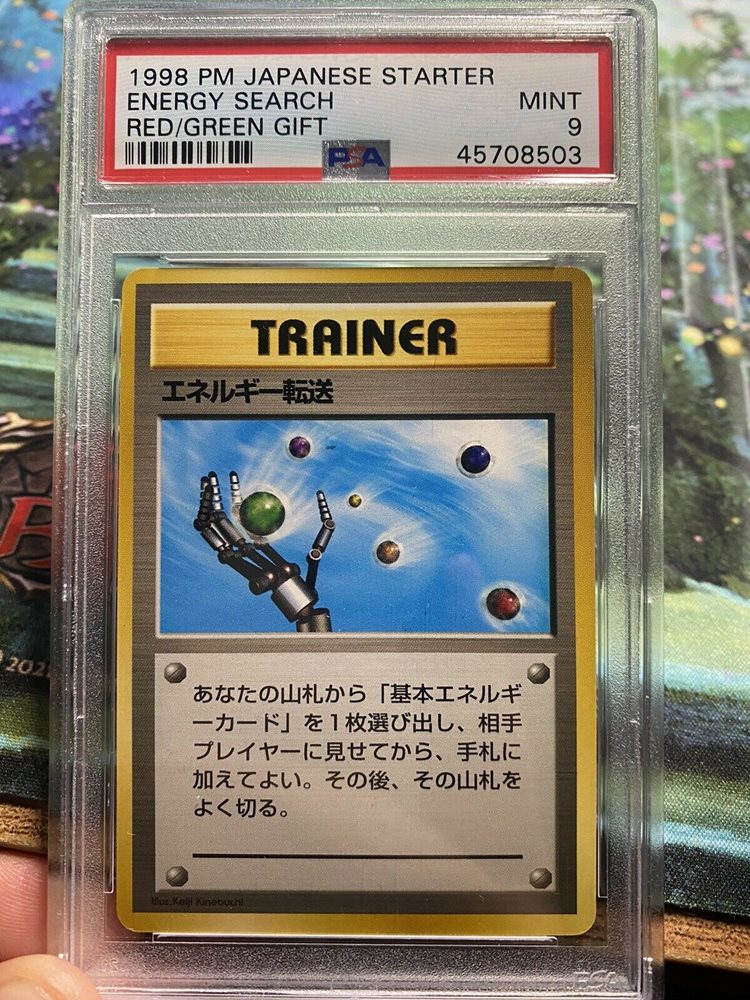 1998 PM JAPANESE STARTER
ENERGY SEARCH MINT
RED/GREEN GIFT 9
PSA 45708503
TRAINER
エネルギー転送
あなたの山札から「基本エネルギ
ーカード」を1枚選び出し、相手
プレイヤーに見せてから、手札に
加えてよい。その後、その山札を
よく切る。
Illus.Keiji Kinebuchi
PSA